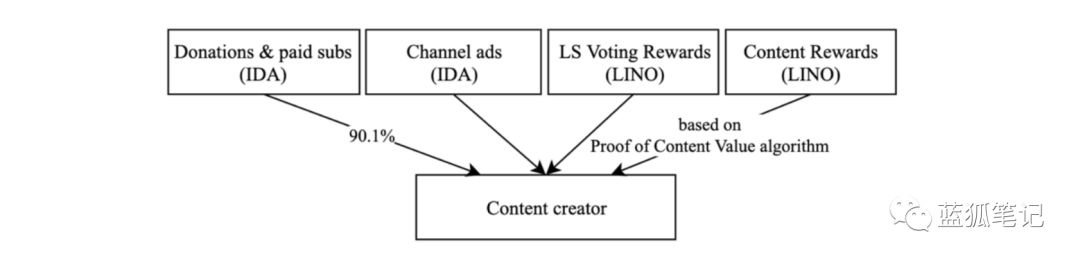 Donations & paid subs
(IDA)
Channel ads
(IDA)
LS Voting Rewards
(LINO)
Content Rewards
(LINO)
90.1%
based on
Proof of Content Value algorithm
Content creator
蓝狐笔记